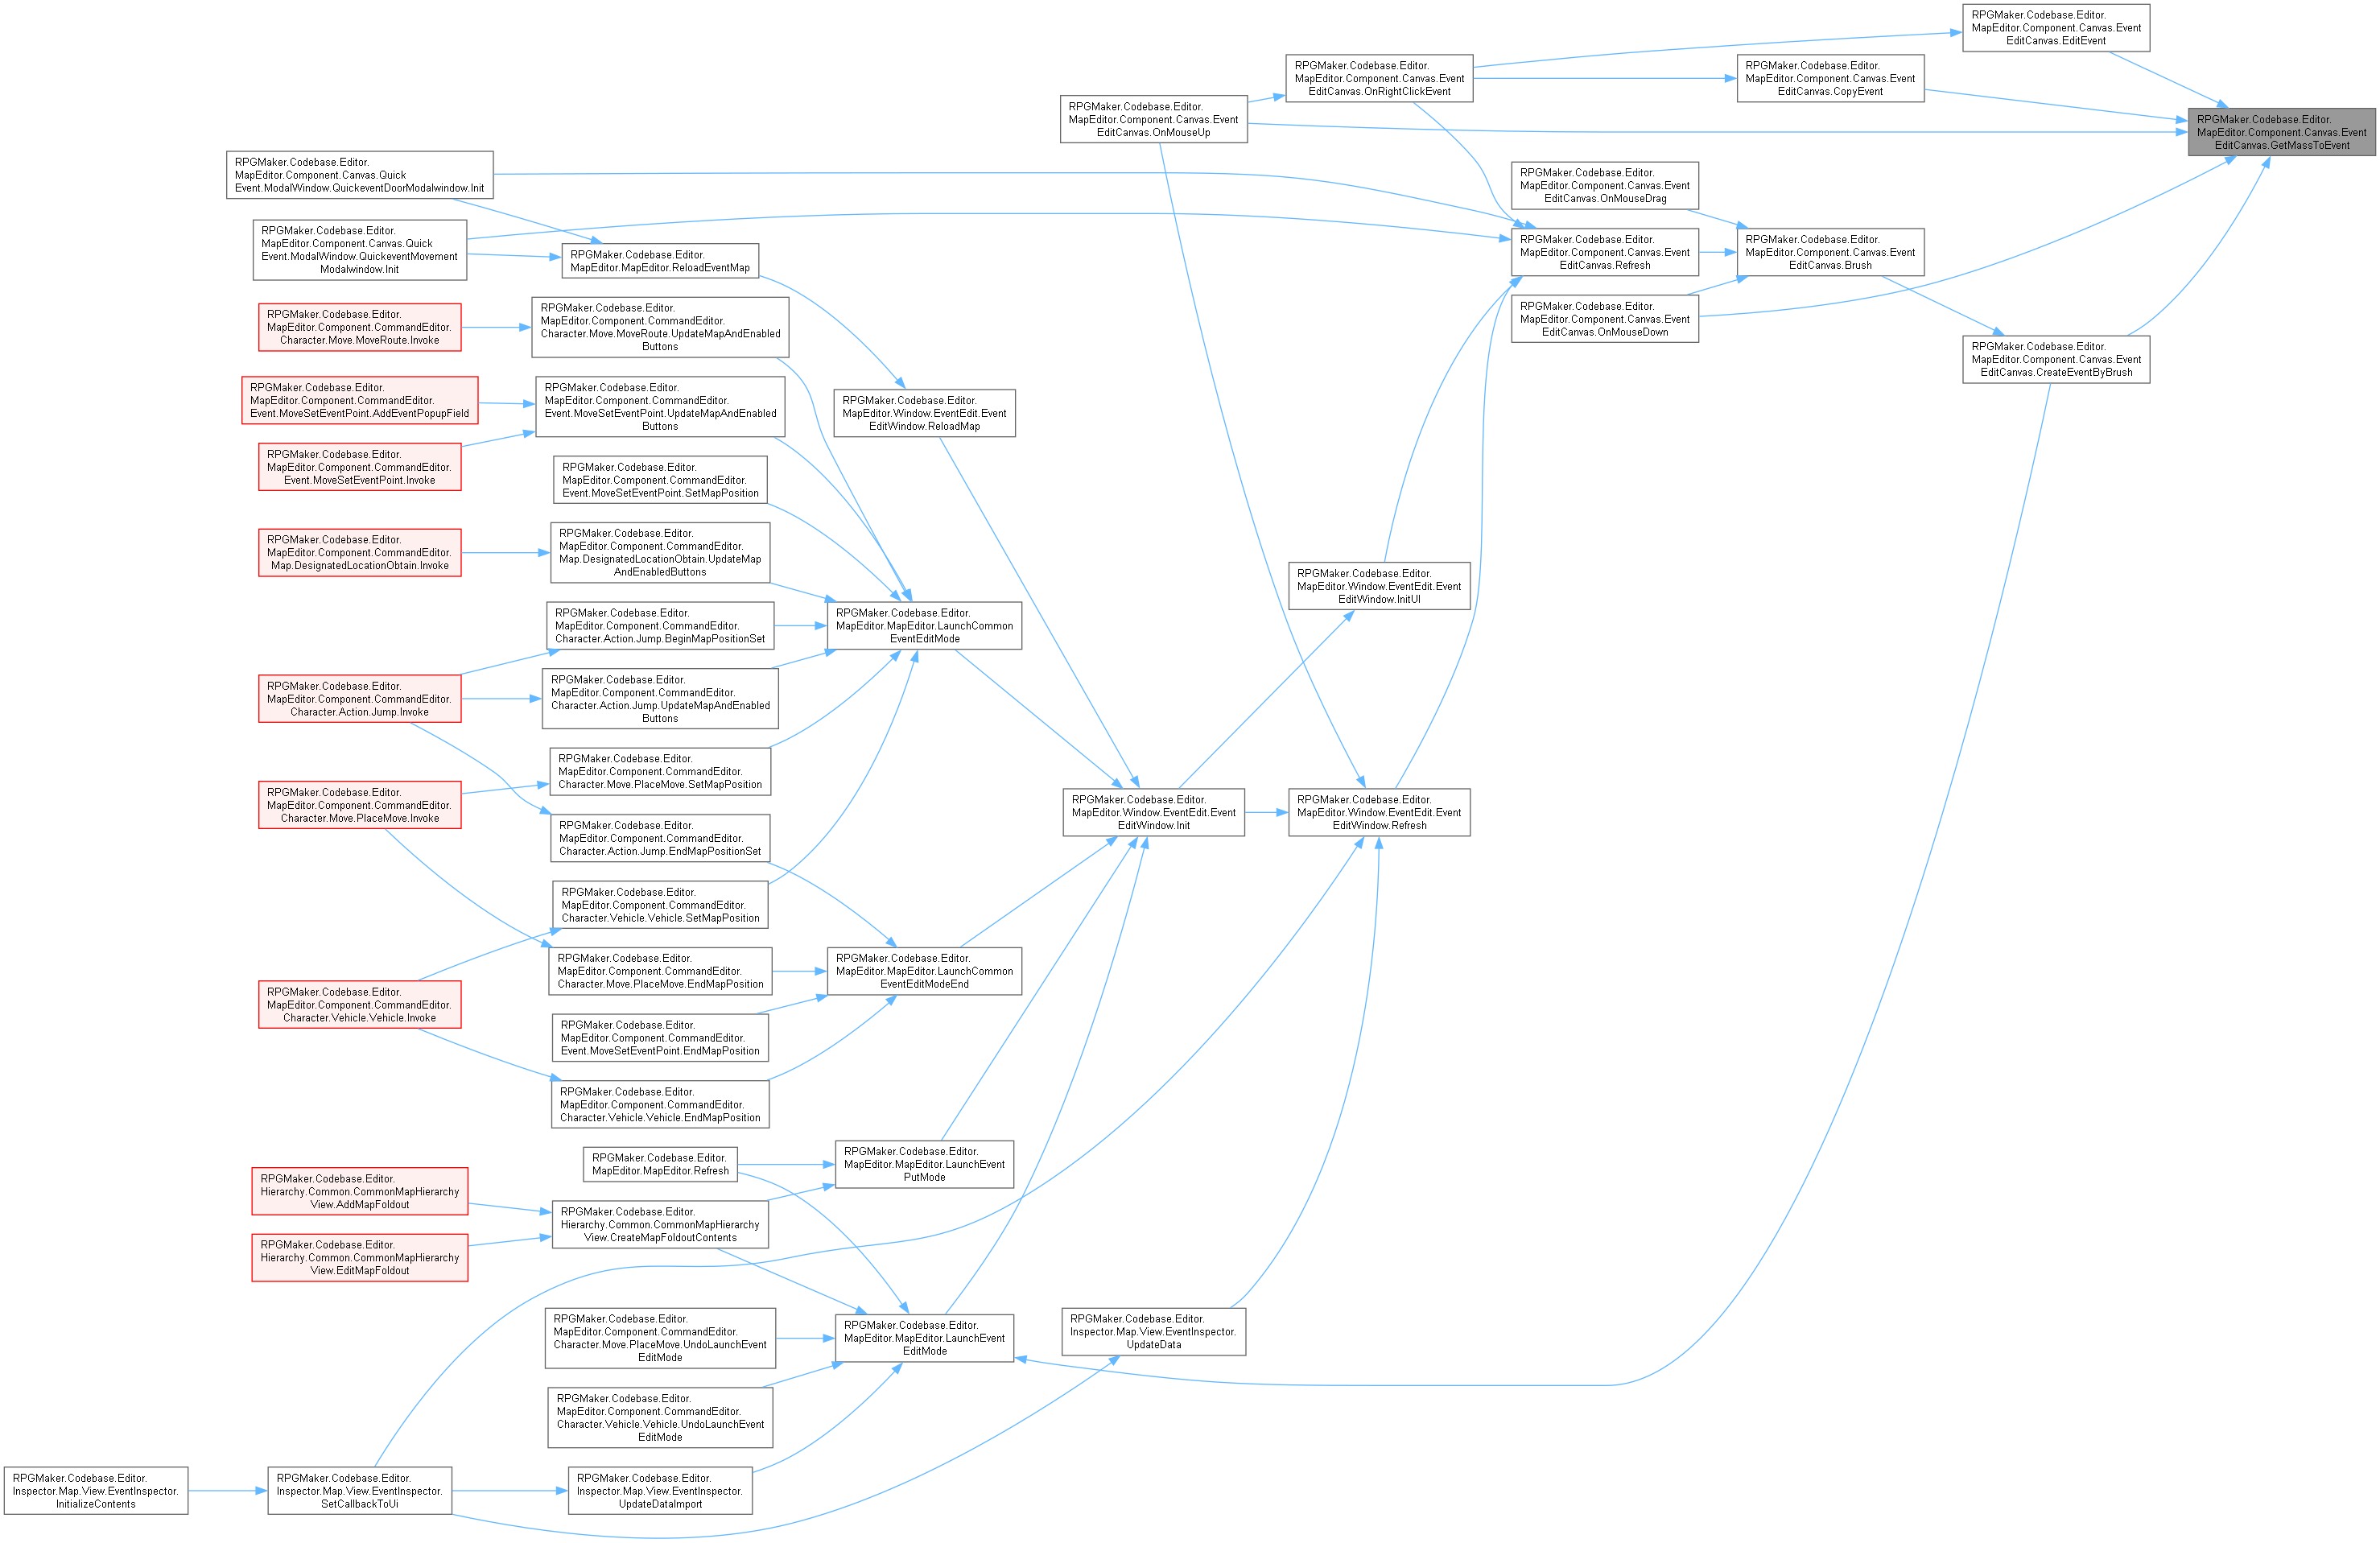 RPGMaker.Codebase.Editor.
MapEditor.Component.Canvas.Event
EditCanvas.EditEvent
RPGMaker.Codebase.Editor.
MapEditor.Component.Canvas.Event
EditCanvas.OnRightClickEvent
RPGMaker.Codebase.Editor.
MapEditor.Component.Canvas.Event
EditCanvas.CopyEvent
RPGMaker.Codebase.Editor.
MapEditor.Component.Canvas.Event
EditCanvas.OnMouseUp
RPGMaker.Codebase.Editor.
MapEditor.Component.Canvas.Event
EditCanvas.GetMassToEvent
RPGMaker.Codebase.Editor.
MapEditor.Component.Canvas.Quick
Event.ModalWindow.QuickeventDoorModalwindow.Init
RPGMaker.Codebase.Editor.
MapEditor.Component.Canvas.Event
EditCanvas.OnMouseDrag
RPGMaker.Codebase.Editor.
MapEditor.Component.Canvas.Quick
Event.ModalWindow.QuickeventMovement
Modalwindow.Init
RPGMaker.Codebase.Editor.
MapEditor.MapEditor.ReloadEventMap
RPGMaker.Codebase.Editor.
MapEditor.Component.Canvas.Event
EditCanvas.Refresh
RPGMaker.Codebase.Editor.
MapEditor.Component.Canvas.Event
EditCanvas.Brush
RPGMaker.Codebase.Editor.
MapEditor.Component.CommandEditor.
Character.Move.MoveRoute.Invoke
RPGMaker.Codebase.Editor.
MapEditor.Component.CommandEditor.
Character.Move.MoveRoute.UpdateMapAndEnabled
Buttons
RPGMaker.Codebase.Editor.
MapEditor.Component.Canvas.Event
EditCanvas.OnMouseDown
RPGMaker.Codebase.Editor.
MapEditor.Component.Canvas.Event
EditCanvas.CreateEventByBrush
RPGMaker.Codebase.Editor.
MapEditor.Component.CommandEditor.
Event.MoveSetEventPoint.AddEventPopupField
RPGMaker.Codebase.Editor.
MapEditor.Component.CommandEditor.
Event.MoveSetEventPoint.UpdateMapAndEnabled
Buttons
RPGMaker.Codebase.Editor.
MapEditor.Window.EventEdit.Event
EditWindow.ReloadMap
RPGMaker.Codebase.Editor.
MapEditor.Component.CommandEditor.
Event.MoveSetEventPoint.Invoke
RPGMaker.Codebase.Editor.
MapEditor.Component.CommandEditor.
Event.MoveSetEventPoint.SetMapPosition
RPGMaker.Codebase.Editor.
MapEditor.Component.CommandEditor.
Map.DesignatedLocationObtain.Invoke
RPGMaker.Codebase.Editor.
MapEditor.Component.CommandEditor.
Map.DesignatedLocationObtain.UpdateMap
AndEnabledButtons
RPGMaker.Codebase.Editor.
MapEditor.Window.EventEdit.Event
EditWindow.InitUI
RPGMaker.Codebase.Editor.
MapEditor.Component.CommandEditor.
Character.Action.Jump.BeginMapPositionSet
RPGMaker.Codebase.Editor.
MapEditor.MapEditor.LaunchCommon
EventEditMode
RPGMaker.Codebase.Editor.
MapEditor.Component.CommandEditor.
Character.Action.Jump.Invoke
RPGMaker.Codebase.Editor.
MapEditor.Component.CommandEditor.
Character.Action.Jump.UpdateMapAndEnabled
Buttons
RPGMaker.Codebase.Editor.
MapEditor.Component.CommandEditor.
Character.Move.PlaceMove.SetMapPosition
RPGMaker.Codebase.Editor.
MapEditor.Component.CommandEditor.
Character.Move.PlaceMove.Invoke
RPGMaker.Codebase.Editor.
MapEditor.Window.EventEdit.Event
EditWindow.Init
RPGMaker.Codebase.Editor.
MapEditor.Window.EventEdit.Event
EditWindow.Refresh
RPGMaker.Codebase.Editor.
MapEditor.Component.CommandEditor.
Character.Action.Jump.EndMapPositionSet
RPGMaker.Codebase.Editor.
MapEditor.Component.CommandEditor.
Character.Vehicle.Vehicle.SetMapPosition
RPGMaker.Codebase.Editor.
MapEditor.Component.CommandEditor.
Character.Move.PlaceMove.EndMapPosition
RPGMaker.Codebase.Editor.
MapEditor.MapEditor.LaunchCommon
EventEditModeEnd
RPGMaker.Codebase.Editor.
MapEditor.Component.CommandEditor.
Character.Vehicle.Vehicle.Invoke
RPGMaker.Codebase.Editor.
MapEditor.Component.CommandEditor.
Event.MoveSetEventPoint.EndMapPosition
RPGMaker.Codebase.Editor.
MapEditor.Component.CommandEditor.
Character.Vehicle.Vehicle.EndMapPosition
RPGMaker.Codebase.Editor.
MapEditor.MapEditor.Refresh
RPGMaker.Codebase.Editor.
MapEditor.MapEditor.LaunchEvent
PutMode
RPGMaker.Codebase.Editor.
Hierarchy.Common.CommonMapHierarchy
View.AddMapFoldout
RPGMaker.Codebase.Editor.
Hierarchy.Common.CommonMapHierarchy
View.CreateMapFoldoutContents
RPGMaker.Codebase.Editor.
Hierarchy.Common.CommonMapHierarchy
View.EditMapFoldout
RPGMaker.Codebase.Editor.
MapEditor.Component.CommandEditor.
Character.Move.PlaceMove.UndoLaunchEvent
EditMode
RPGMaker.Codebase.Editor.
MapEditor.MapEditor.LaunchEvent
EditMode
RPGMaker.Codebase.Editor.
Inspector.Map.View.EventInspector.
UpdateData
RPGMaker.Codebase.Editor.
MapEditor.Component.CommandEditor.
Character.Vehicle.Vehicle.UndoLaunchEvent
EditMode
RPGMaker.Codebase.Editor.
Inspector.Map.View.EventInspector.
InitializeContents
RPGMaker.Codebase.Editor.
Inspector.Map.View.EventInspector.
SetCallbackToUi
RPGMaker.Codebase.Editor.
Inspector.Map.View.EventInspector.
UpdateDataImport